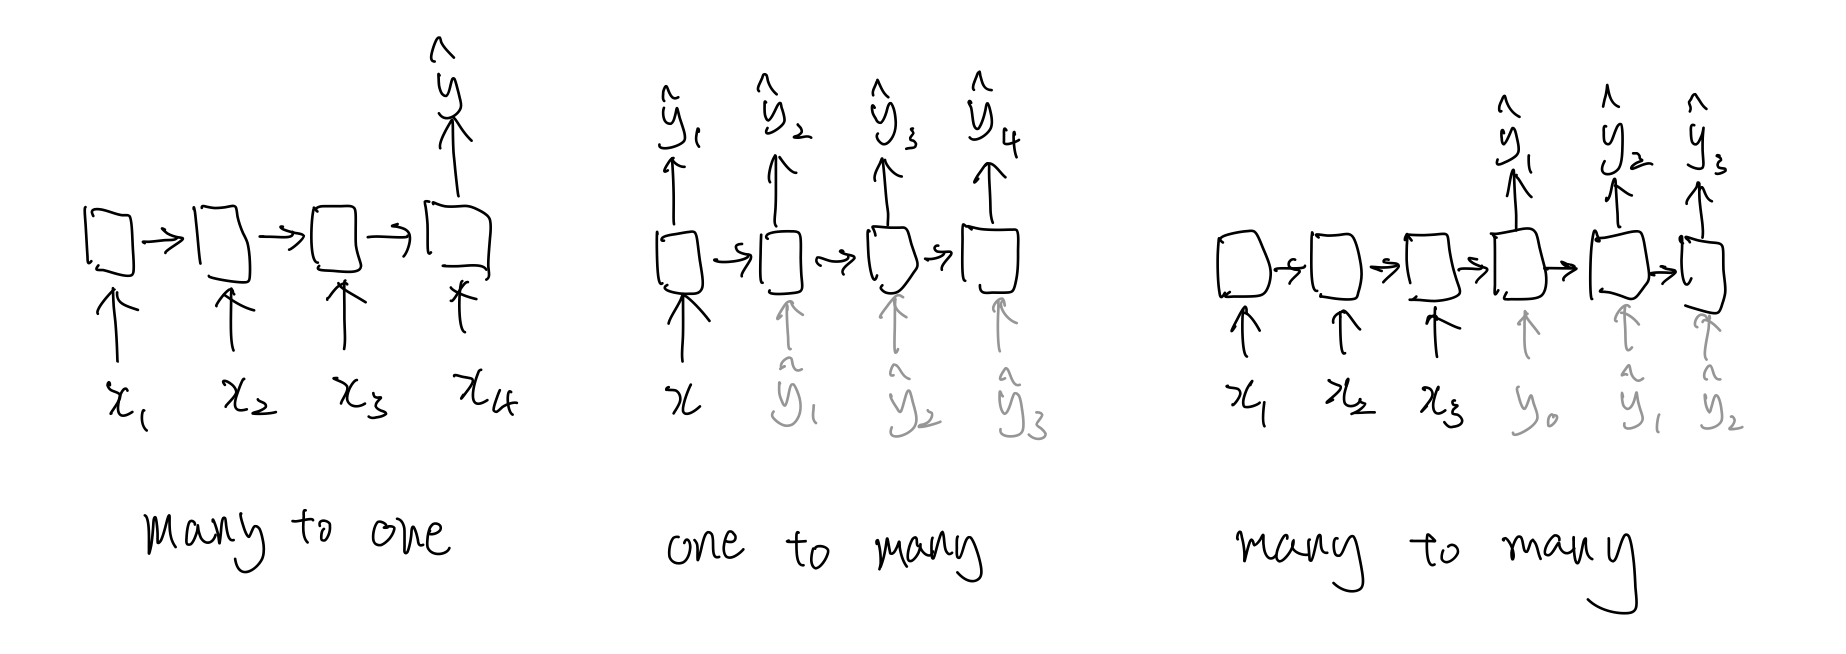 ŷ
x₁ x₂ x₃ x₄
many to one
ŷ₁ ŷ₂ ŷ₃ ŷ₄
x ŷ₁ ŷ₂ ŷ₃
one to many
ŷ₁ ŷ₂ ŷ₃
x₁ x₂ x₃ y₀ ŷ₁ ŷ₂
many to many